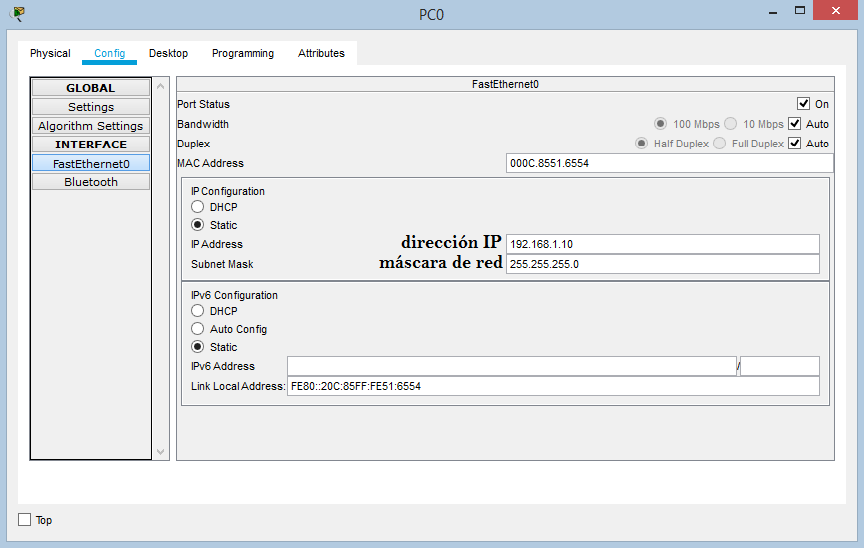 PC0
Physical Config Desktop Programming Attributes
GLOBAL
Settings
Algorithm Settings
INTERFACE
FastEthernet0
Bluetooth
FastEthernet0
Port Status On
Bandwidth 100 Mbps 10 Mbps Auto
Duplex Half Duplex Full Duplex Auto
MAC Address 000C.8551.6554
IP Configuration
DHCP
Static
IP Address dirección IP 192.168.1.10
Subnet Mask máscara de red 255.255.255.0
IPv6 Configuration
DHCP
Auto Config
Static
IPv6 Address /
Link Local Address: FE80::20C:85FF:FE51:6554
Top